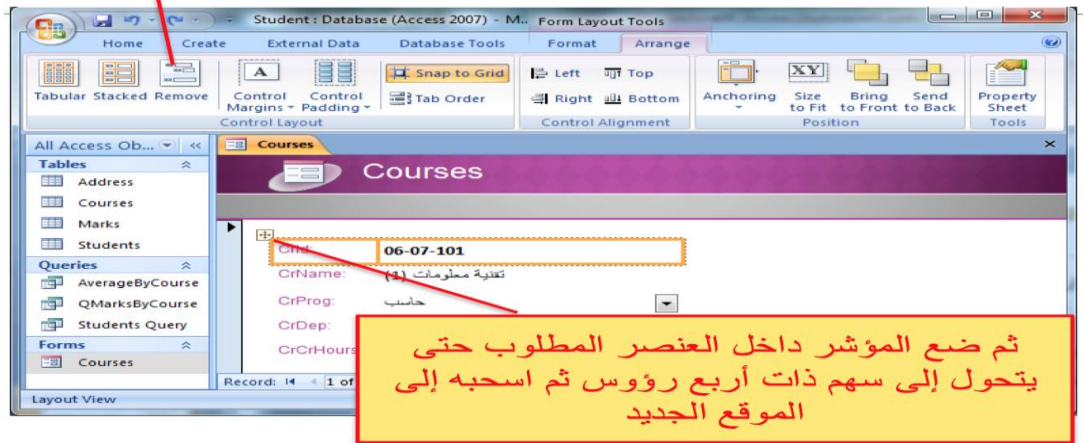 Student : Database (Access 2007) - M... Form Layout Tools
Home Create External Data Database Tools Format Arrange
Tabular Stacked Remove Control Margins Control Padding Snap to Grid Tab Order
Control Layout
Left Top Right Bottom
Control Alignment
Anchoring Size to Fit Bring to Front Send to Back
Position
Property Sheet
Tools
All Access Ob...
Tables
Address
Courses
Marks
Students
Queries
AverageByCourse
QMarksByCourse
Students Query
Forms
Courses
Courses
Courses
CrId: 06-07-101
CrName: تقنية معلومات (1)
CrProg: حاسب
CrDep:
CrCrHours
Record: 1 of
Layout View
ثم ضع المؤشر داخل العنصر المطلوب حتى
يتحول إلى سهم ذات أربع رؤوس ثم اسحبه إلى
الموقع الجديد